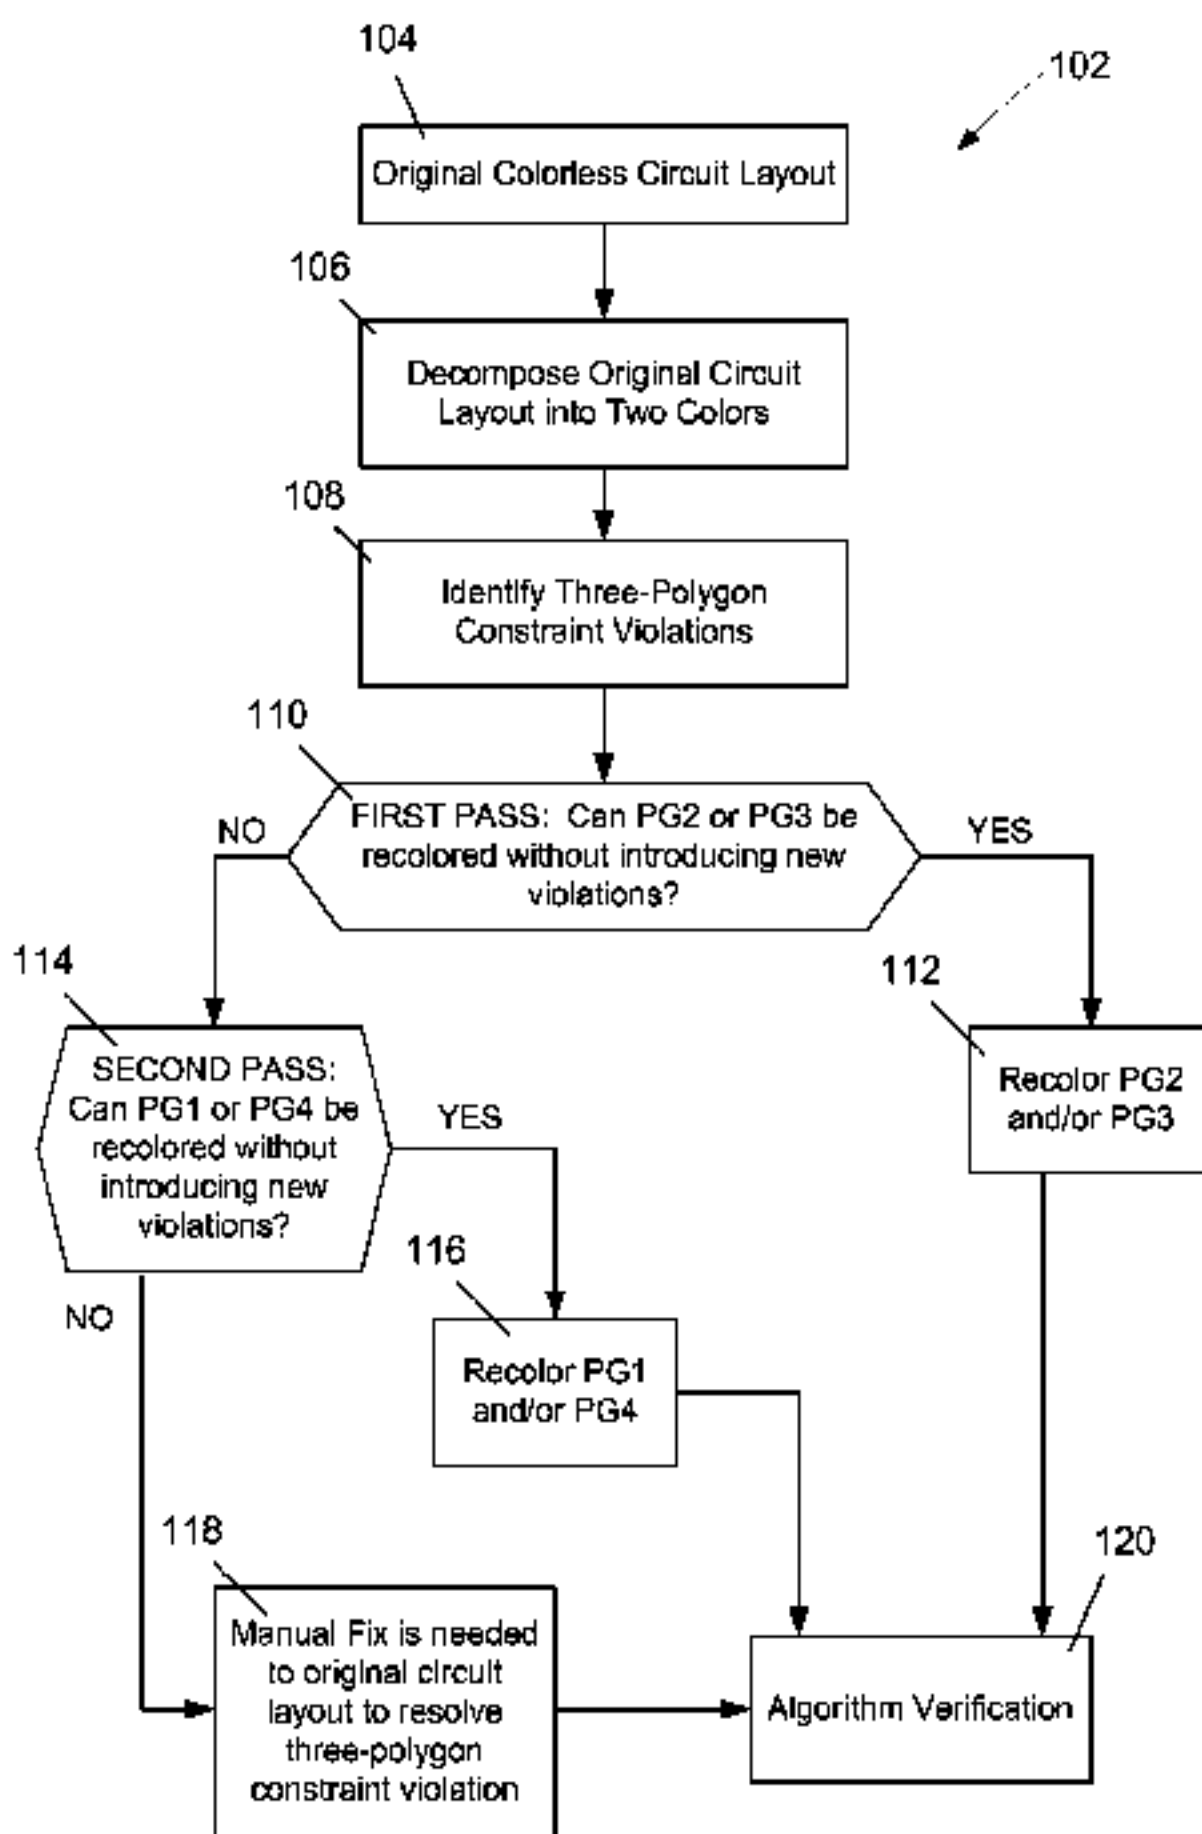 104
102
Original Colorless Circuit Layout
106
Decompose Original Circuit
Layout into Two Colors
108
Identify Three-Polygon
Constraint Violations
110
NO
FIRST PASS: Can PG2 or PG3 be
recolored without introducing new
violations?
YES
114
112
SECOND PASS:
Can PG1 or PG4 be
recolored without
introducing new
violations?
YES
Recolor PG2
and/or PG3
116
NO
Recolor PG1
and/or PG4
118
120
Manual Fix is needed
to original circuit
layout to resolve
three-polygon
constraint violation
Algorithm Verification